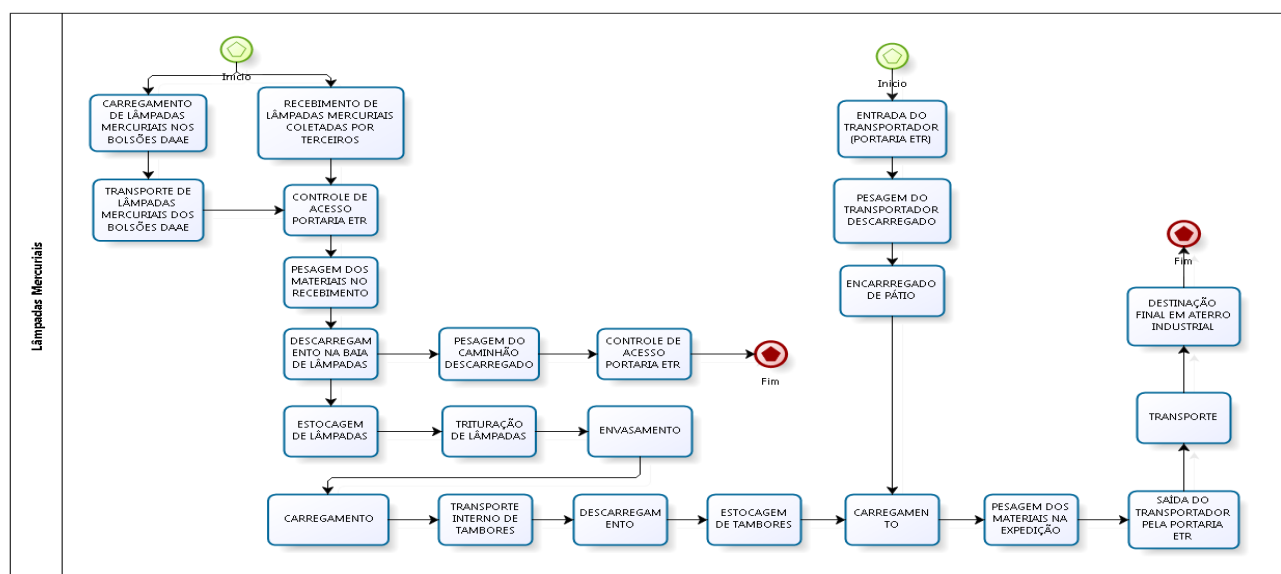 Lâmpadas Mercuriais
Início
CARREGAMENTO
DE LÂMPADAS
MERCURIAIS NOS
BOLSÕES DAAE
RECEBIMENTO DE
LÂMPADAS MERCURIAIS
COLETADAS POR
TERCEIROS
TRANSPORTE DE
LÂMPADAS
MERCURIAIS DOS
BOLSÕES DAAE
CONTROLE DE
ACESSO
PORTARIA ETR
PESAGEM DOS
MATERIAIS NO
RECEBIMENTO
DESCARREGAM
ENTO NA BAIA
DE LÂMPADAS
PESAGEM DO
CAMINHÃO
DESCARREGADO
CONTROLE DE
ACESSO
PORTARIA ETR
Fim
ESTOCAGEM
DE LÂMPADAS
TRITURAÇÃO
DE LÂMPADAS
ENVASAMENTO
CARREGAMENTO
TRANSPORTE
INTERNO DE
TAMBORES
DESCARREGAM
ENTO
ESTOCAGEM
DE TAMBORES
Início
ENTRADA DO
TRANSPORTADOR
(PORTARIA ETR)
PESAGEM DO
TRANSPORTADOR
DESCARREGADO
ENCARRREGADO
DE PÁTIO
CARREGAMEN
TO
PESAGEM DOS
MATERIAIS NA
EXPEDIÇÃO
SAÍDA DO
TRANSPORTADOR
PELA PORTARIA
ETR
TRANSPORTE
DESTINAÇÃO
FINAL EM ATERRO
INDUSTRIAL
Fim